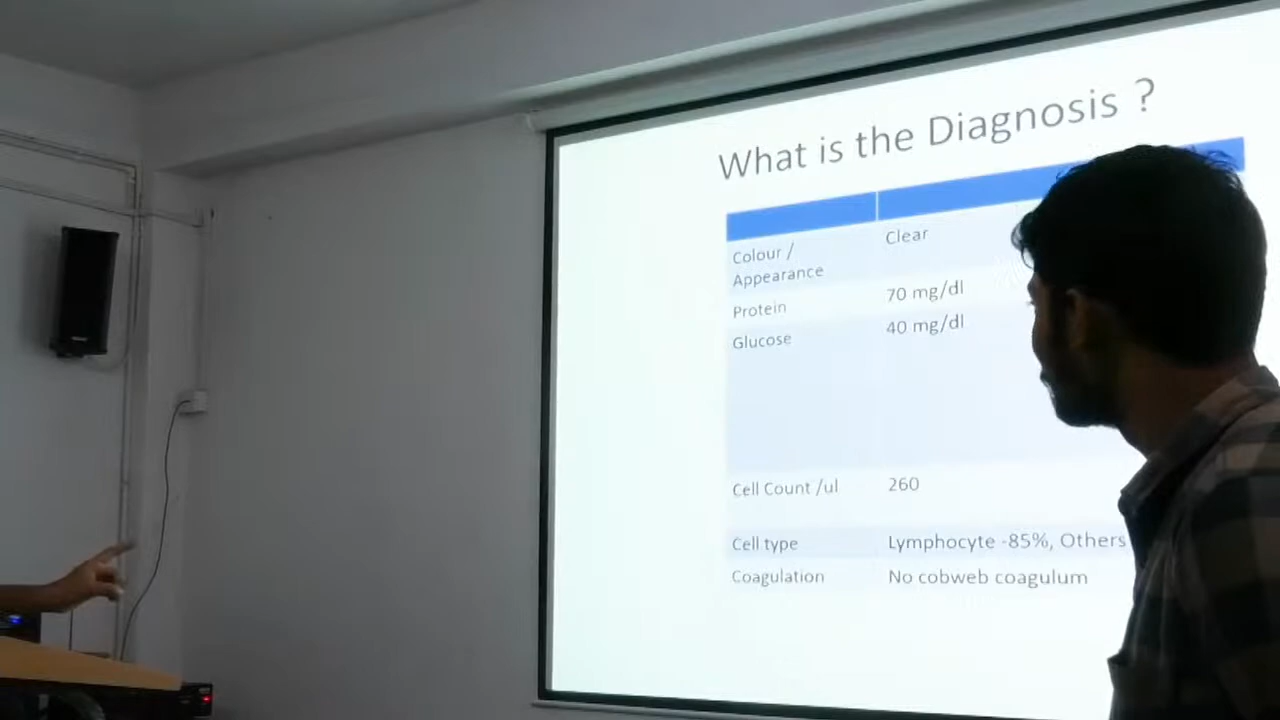 What is the Diagnosis ?
Colour / Clear
Appearance
Protein 70 mg/dl
Glucose 40 mg/dl
Cell Count /ul 260
Cell type Lymphocyte -85%, Others
Coagulation No cobweb coagulum